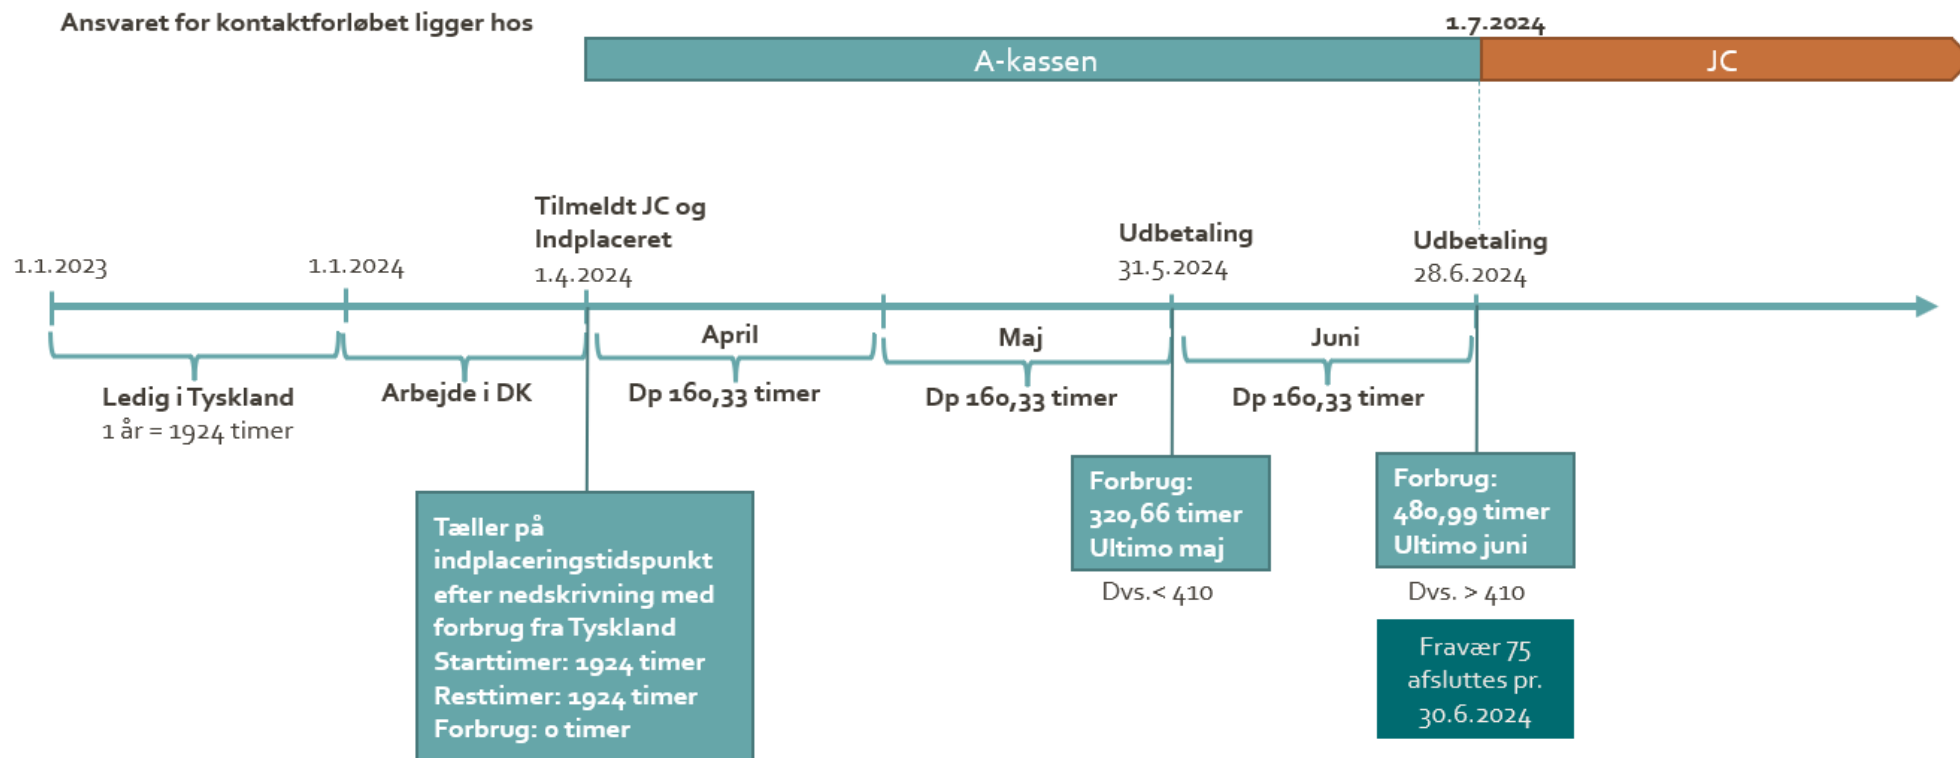 Ansvaret for kontaktforløbet ligger hos
1.7.2024
A-kassen
JC
Tilmeldt JC og
Indplaceret
1.4.2024
Udbetaling
31.5.2024
Udbetaling
28.6.2024
1.1.2023
1.1.2024
April
Maj
Juni
Ledig i Tyskland
1 år = 1924 timer
Arbejde i DK
Dp 160,33 timer
Dp 160,33 timer
Dp 160,33 timer
Tæller på
indplaceringstidspunkt
efter nedskrivning med
forbrug fra Tyskland
Starttimer: 1924 timer
Resttimer: 1924 timer
Forbrug: 0 timer
Forbrug:
320,66 timer
Ultimo maj
Dvs.< 410
Forbrug:
480,99 timer
Ultimo juni
Dvs. > 410
Fravær 75
afsluttes pr.
30.6.2024